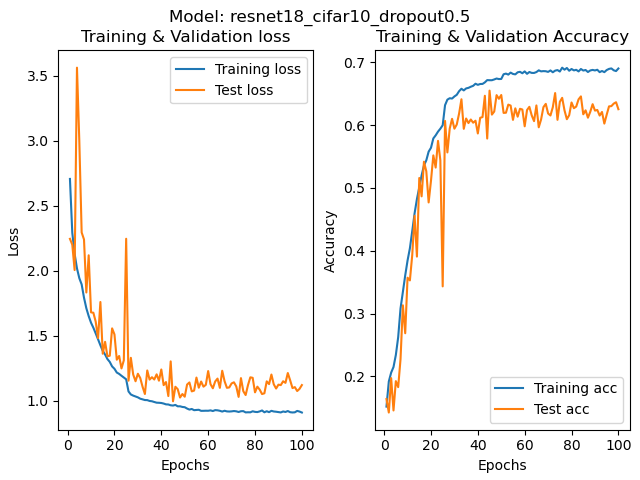 Model: resnet18_cifar10_dropout0.5
Training & Validation loss
Training loss
Test loss
3.5
3.0
2.5
2.0
1.5
1.0
Loss
0 20 40 60 80 100
Epochs
Training & Validation Accuracy
0.7
0.6
0.5
0.4
0.3
0.2
Accuracy
Training acc
Test acc
0 20 40 60 80 100
Epochs